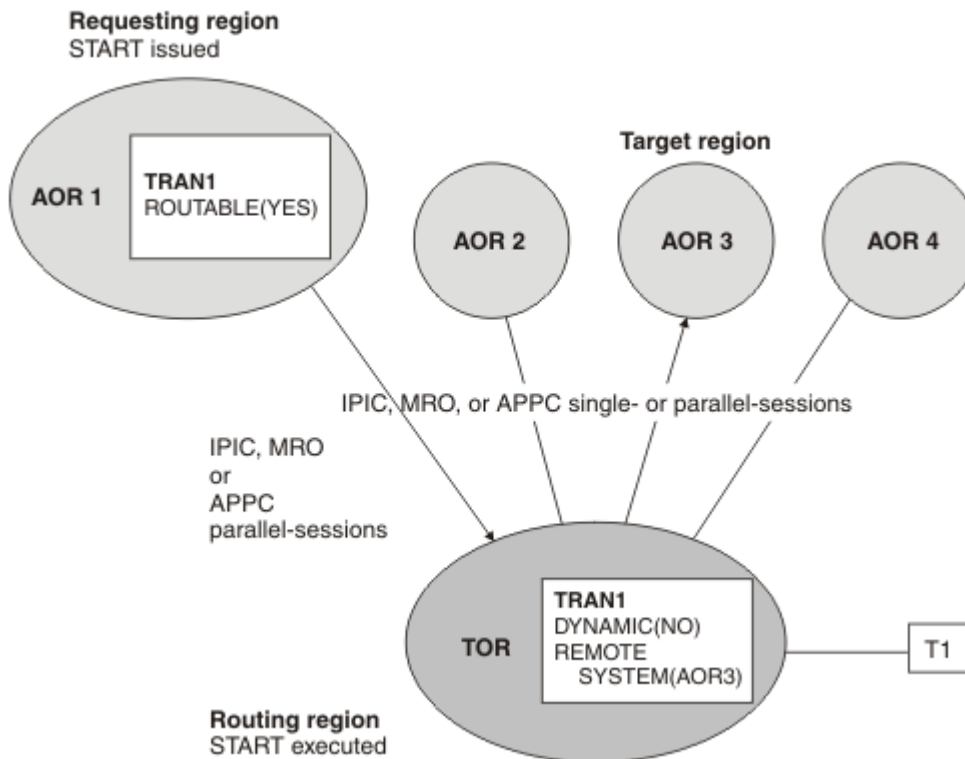 Requesting region
START issued
AOR 1
TRAN1
ROUTABLE(YES)
Target region
AOR 2
AOR 3
AOR 4
IPIC, MRO, or APPC single- or parallel-sessions
IPIC, MRO
or
APPC
parallel-sessions
TOR
TRAN1
DYNAMIC(NO)
REMOTE
SYSTEM(AOR3)
T1
Routing region
START executed